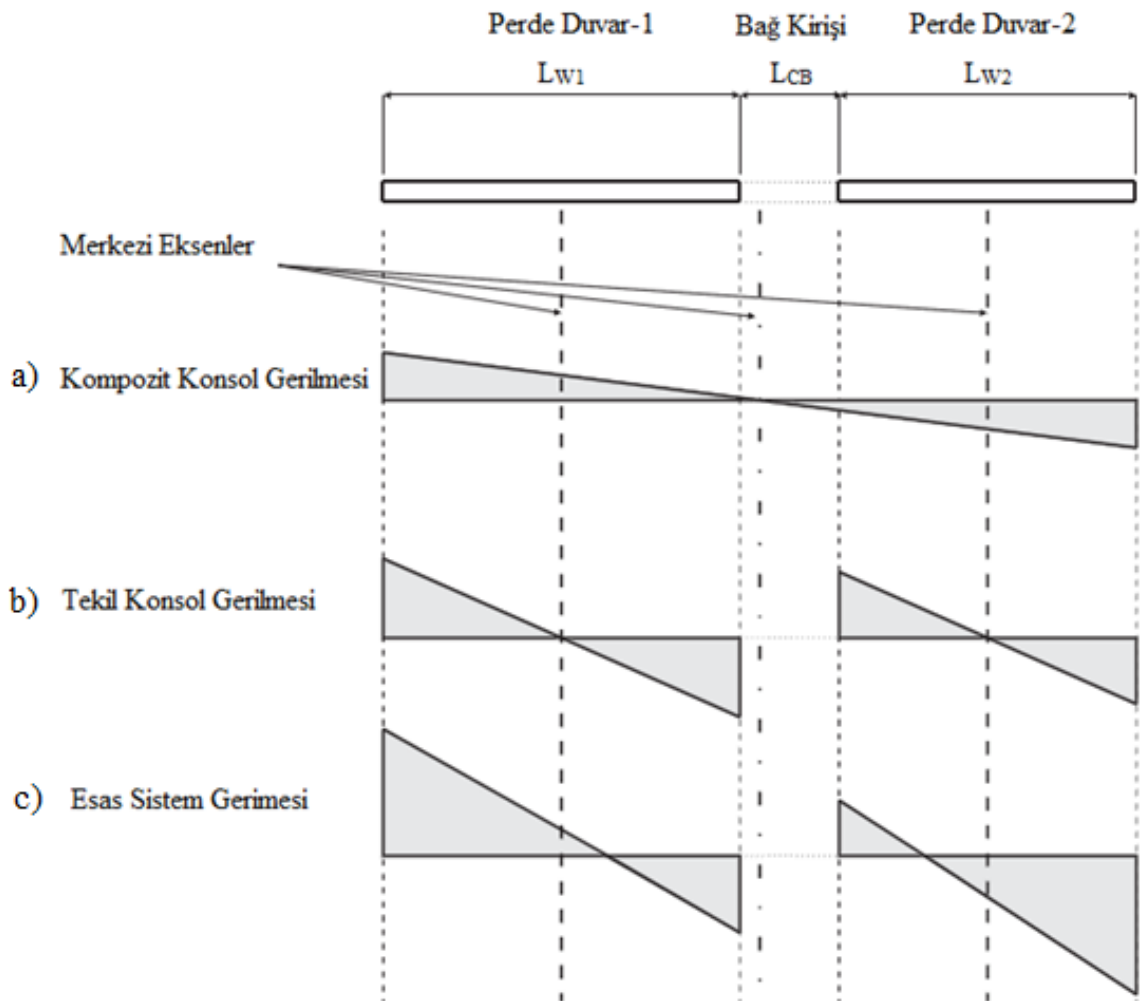 Perde Duvar-1 Bağ Kirişi Perde Duvar-2
LW1 LCB LW2
Merkezi Eksenler
a) Kompozit Konsol Gerilmesi
b) Tekil Konsol Gerilmesi
c) Esas Sistem Gerimesi